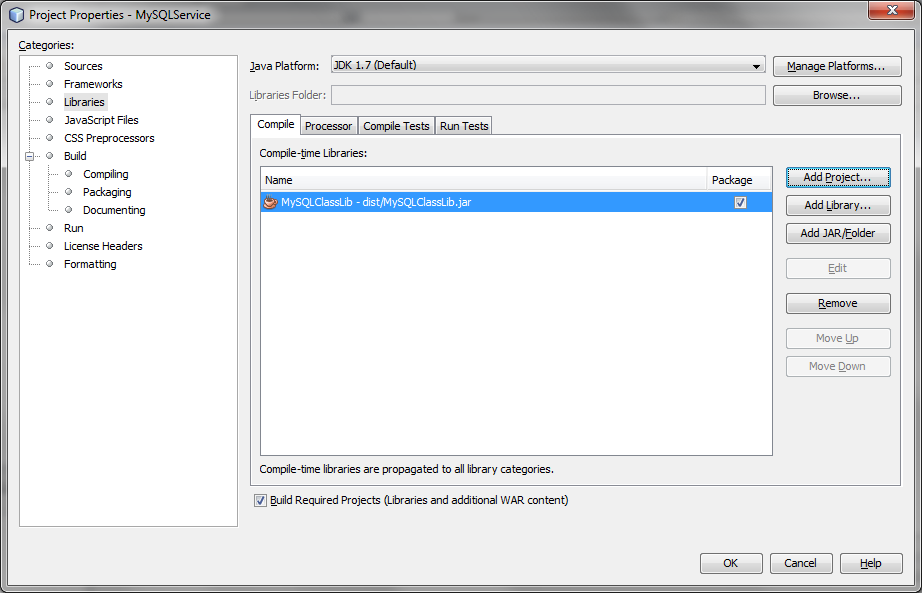 Project Properties - MySQLService
Categories:
Sources
Frameworks
Libraries
JavaScript Files
CSS Preprocessors
Build
Compiling
Packaging
Documenting
Run
License Headers
Formatting
Java Platform: JDK 1.7 (Default) Manage Platforms...
Libraries Folder: Browse...
Compile Processor Compile Tests Run Tests
Compile-time Libraries:
Name Package
MySQLClassLib - dist/MySQLClassLib.jar
Add Project...
Add Library...
Add JAR/Folder
Edit
Remove
Move Up
Move Down
Compile-time libraries are propagated to all library categories.
Build Required Projects (Libraries and additional WAR content)
OK Cancel Help